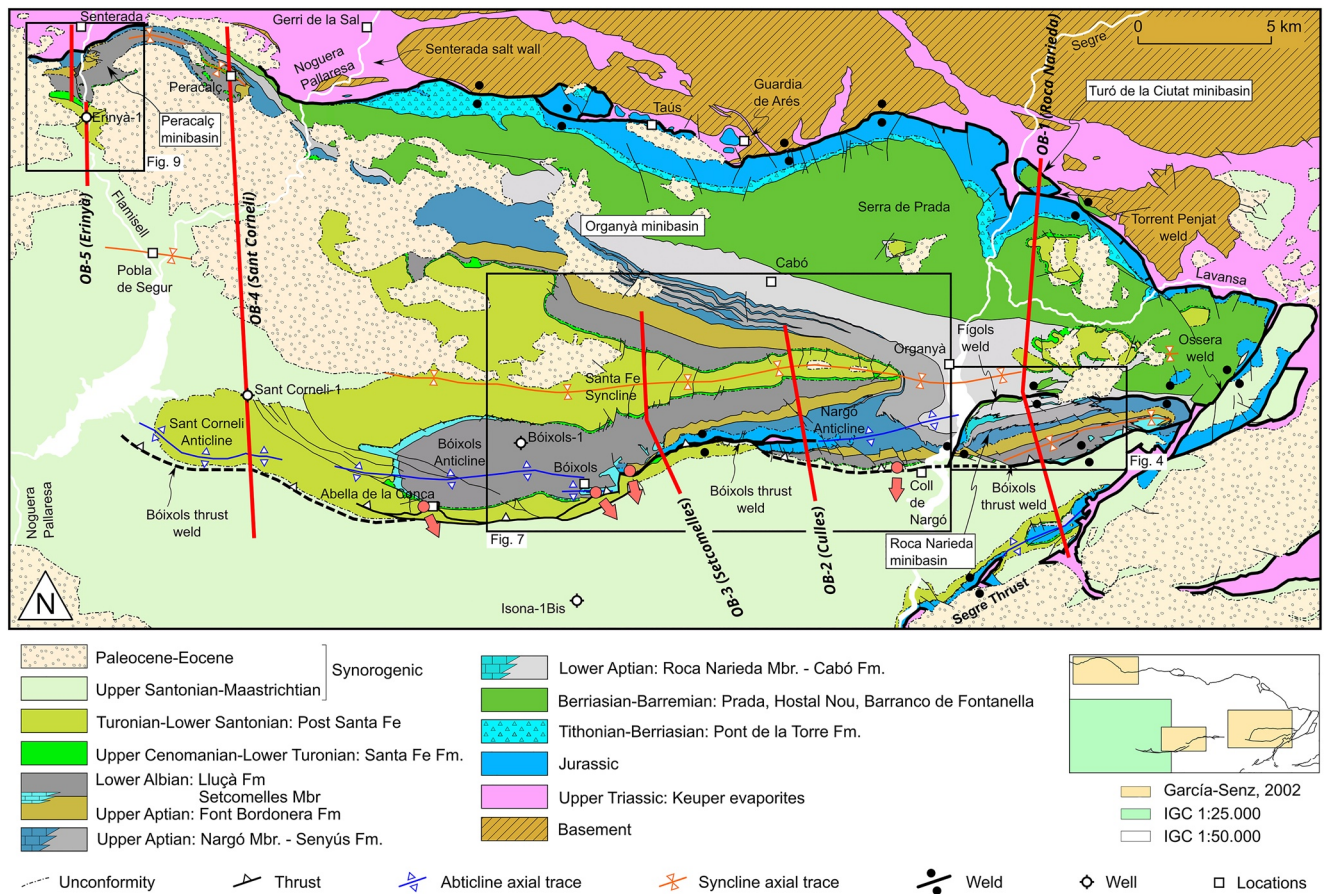 Senterada
Gerri de la Sal
Noguera
Pallaresa
Senterada salt wall
Segre
0
5 km
OB-1 (Roca Narieda)
Turó de la Ciutat minibasin
Peracalç
Guardia
de Arés
Taús
Erinyà-1
Peracalç
minibasin
Fig. 9
Serra de Prada
Torrent Penjat
weld
Organyà minibasin
Flamisell
OB-5 (Erinyà)
OB-4 (Sant Corneli)
Pobla
de Segur
Cabó
Lavansa
Fígols
weld
Organyà
Ossera
weld
Santa Fe
Syncline
Sant Corneli-1
Sant Corneli
Anticline
Nargó
Anticline
Bóixols-1
Bóixols
Anticline
Bóixols
Fig. 4
Abella de la Conca
Bóixols thrust
weld
Bóixols thrust
weld
Coll
de
Nargó
Bóixols
thrust weld
Noguera
Pallaresa
Fig. 7
Roca Narieda
minibasin
OB-3 (Setcomelles)
OB-2 (Culles)
Isona-1Bis
Segre Thrust
N
Paleocene-Eocene
Synorogenic
Upper Santonian-Maastrichtian
Turonian-Lower Santonian: Post Santa Fe
Upper Cenomanian-Lower Turonian: Santa Fe Fm.
Lower Albian: Lluçà Fm
Setcomelles Mbr
Upper Aptian: Font Bordonera Fm
Upper Aptian: Nargó Mbr. - Senyús Fm.
Lower Aptian: Roca Narieda Mbr. - Cabó Fm.
Berriasian-Barremian: Prada, Hostal Nou, Barranco de Fontanella
Tithonian-Berriasian: Pont de la Torre Fm.
Jurassic
Upper Triassic: Keuper evaporites
Basement
García-Senz, 2002
IGC 1:25.000
IGC 1:50.000
Unconformity
Thrust
Abticline axial trace
Syncline axial trace
Weld
Well
Locations